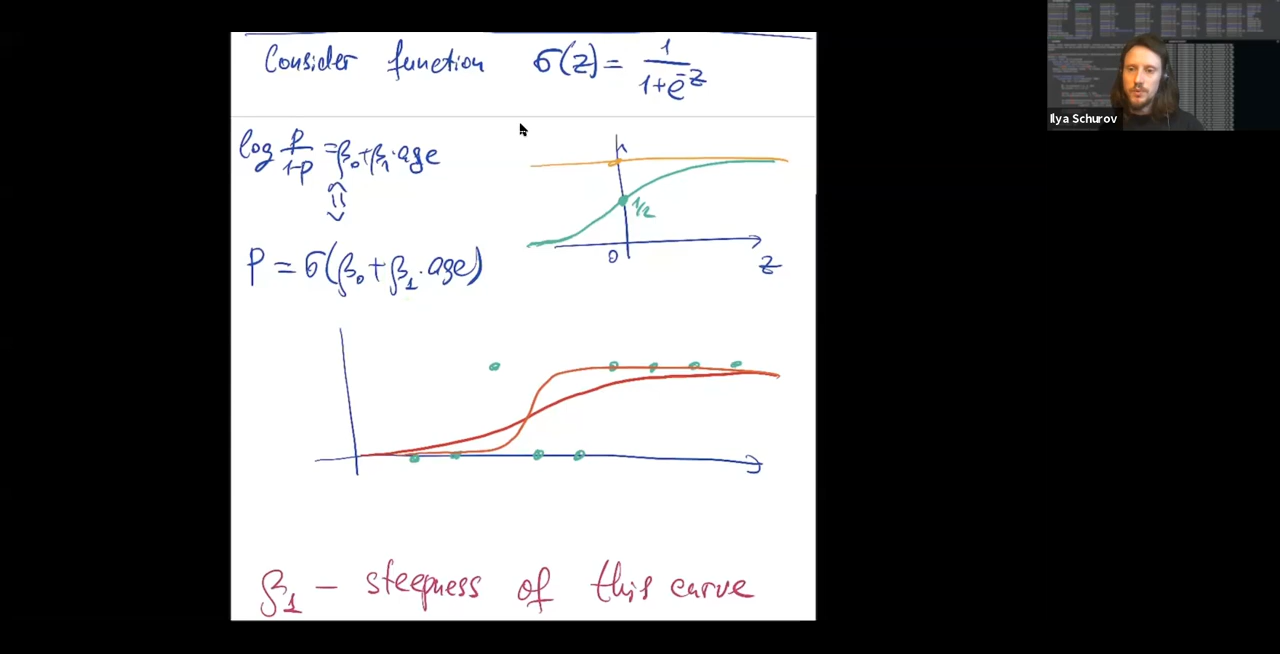 Consider function σ(z) = 1/(1+e^-z)
log p/(1-p) = β₀+β₁·age
⇕
P = σ(β₀+β₁·age)
1/2
0
z
β₁ – steepness of this curve
Ilya Schurov